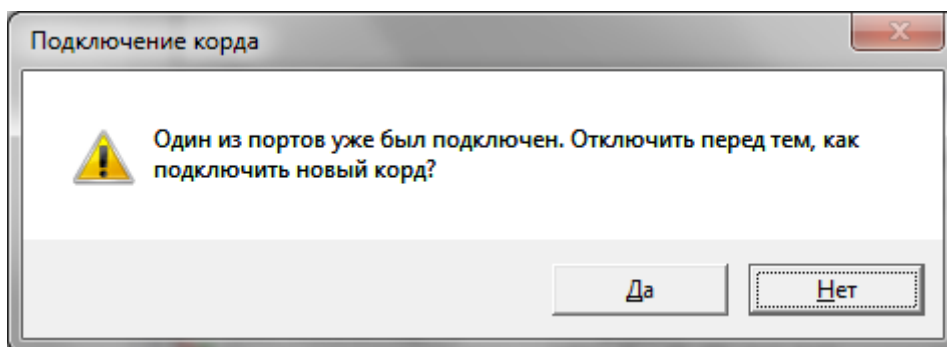 Подключение корда
Один из портов уже был подключен. Отключить перед тем, как
подключить новый корд?
Да
Нет